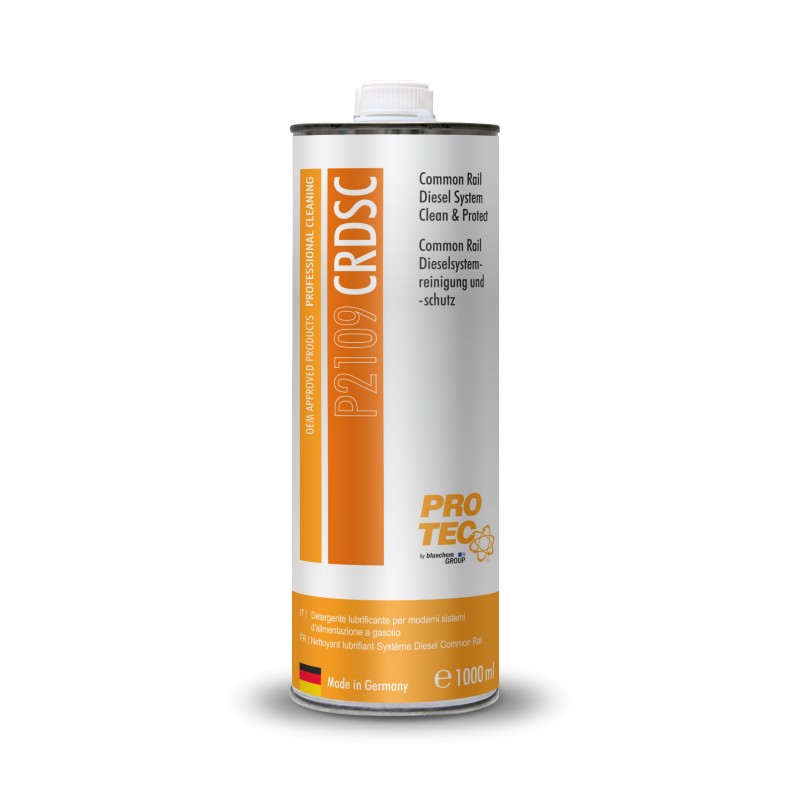 OEM APPROVED PRODUCTS PROFESSIONAL CLEANING
P2109 CRDSC
Common Rail
Diesel System
Clean & Protect
Common Rail
Dieselsystem-
reinigung und
-schutz
PRO
TEC
by bluechem
GROUP
IT | Detergente lubrificante per moderni sistemi
d'alimentazione a gasolio
FR | Nettoyant lubrifiant Système Diesel Common Rail
Made in Germany
℮ 1000 ml